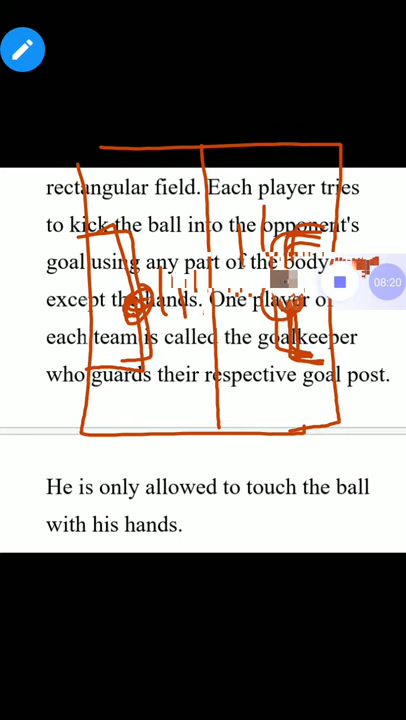 rectangular field. Each player tries
to kick the ball into the opponent's
goal using any part of the body
except the hands. One player of
each team is called the goalkeeper
who guards their respective goal post.
He is only allowed to touch the ball
with his hands.
08:20